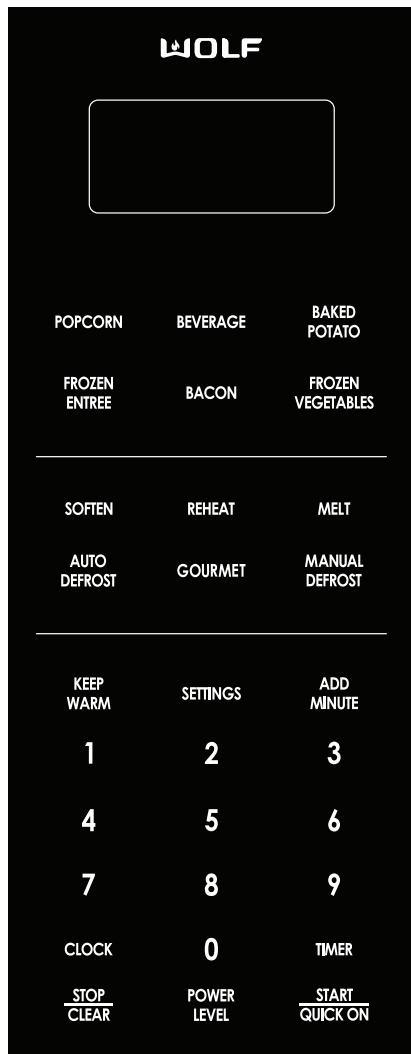 WOLF
POPCORN BEVERAGE BAKED POTATO
FROZEN ENTREE BACON FROZEN VEGETABLES
SOFTEN REHEAT MELT
AUTO DEFROST GOURMET MANUAL DEFROST
KEEP WARM SETTINGS ADD MINUTE
1 2 3
4 5 6
7 8 9
CLOCK 0 TIMER
STOP CLEAR POWER LEVEL START QUICK ON